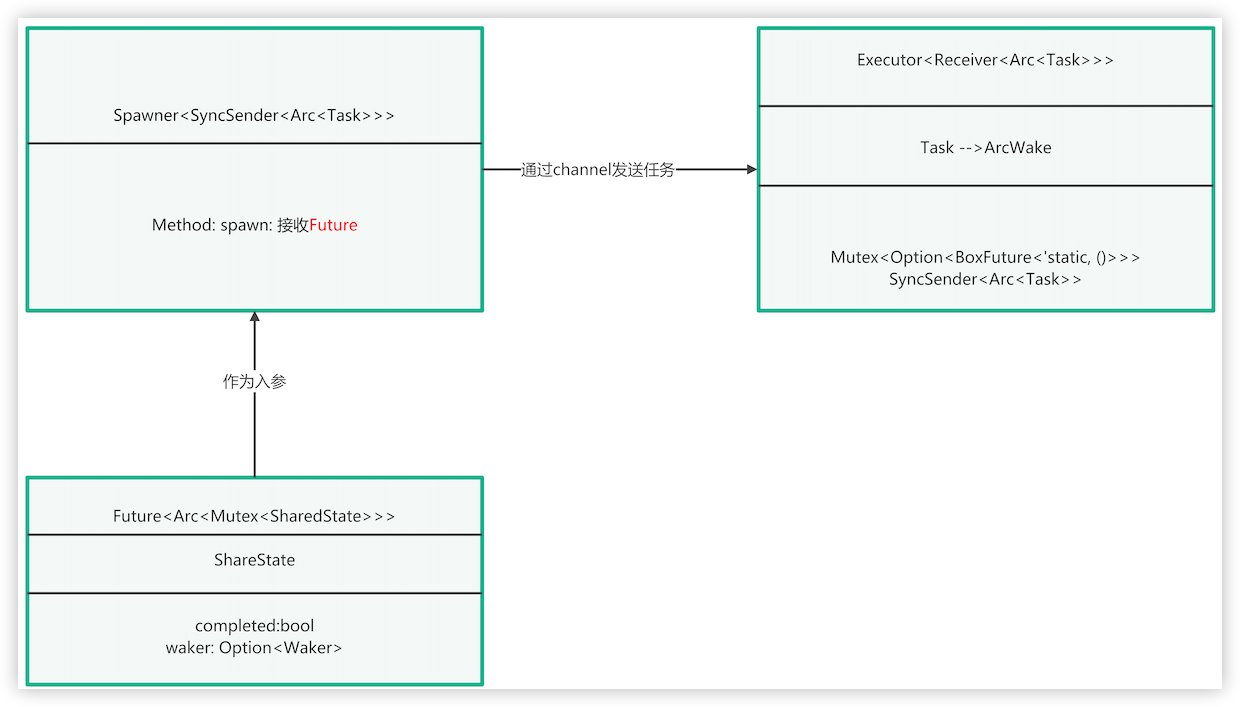 Spawner<SyncSender<Arc<Task>>>
Method: spawn: 接收Future
通过channel发送任务
Executor<Receiver<Arc<Task>>>
Task -->ArcWake
Mutex<Option<BoxFuture<'static, ()>>>
SyncSender<Arc<Task>>
作为入参
Future<Arc<Mutex<SharedState>>>
ShareState
completed:bool
waker: Option<Waker>